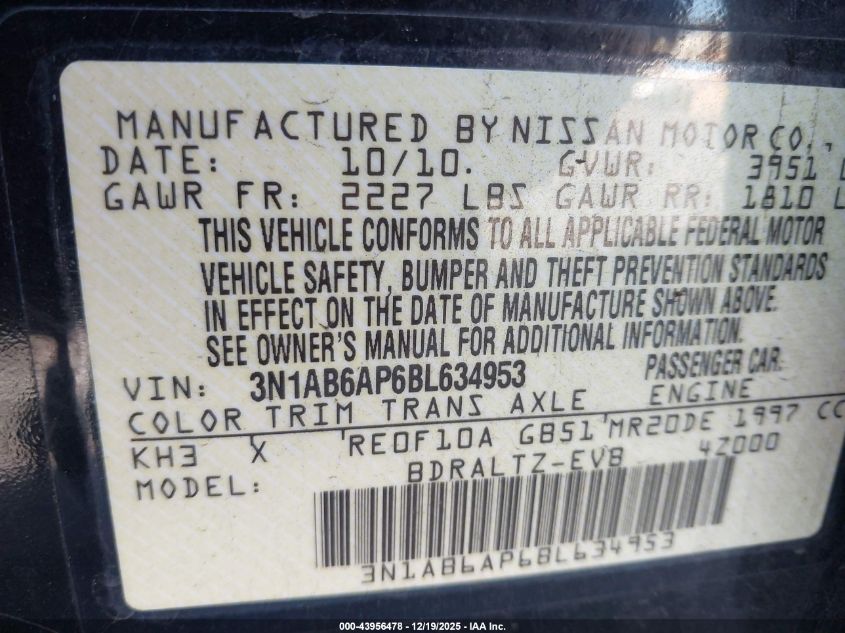 MANUFACTURED BY NISSAN MOTOR CO.,
DATE: 10/10. GVWR: 3951
GAWR FR: 2227 LBS GAWR RR: 1810 L
THIS VEHICLE CONFORMS TO ALL APPLICABLE FEDERAL MOTOR
VEHICLE SAFETY, BUMPER AND THEFT PREVENTION STANDARDS
IN EFFECT ON THE DATE OF MANUFACTURE SHOWN ABOVE.
SEE OWNER'S MANUAL FOR ADDITIONAL INFORMATION.
VIN: 3N1AB6AP6BL634953 PASSENGER CAR.
COLOR TRIM TRANS AXLE ENGINE
KH3 X RE0F10A GB51 MR20DE 1997 CC
MODEL: BDRALTZ-EVB 4Z000
3N1AB6AP6BL634953
000-43956478 - 12/19/2025 - IAA Inc.